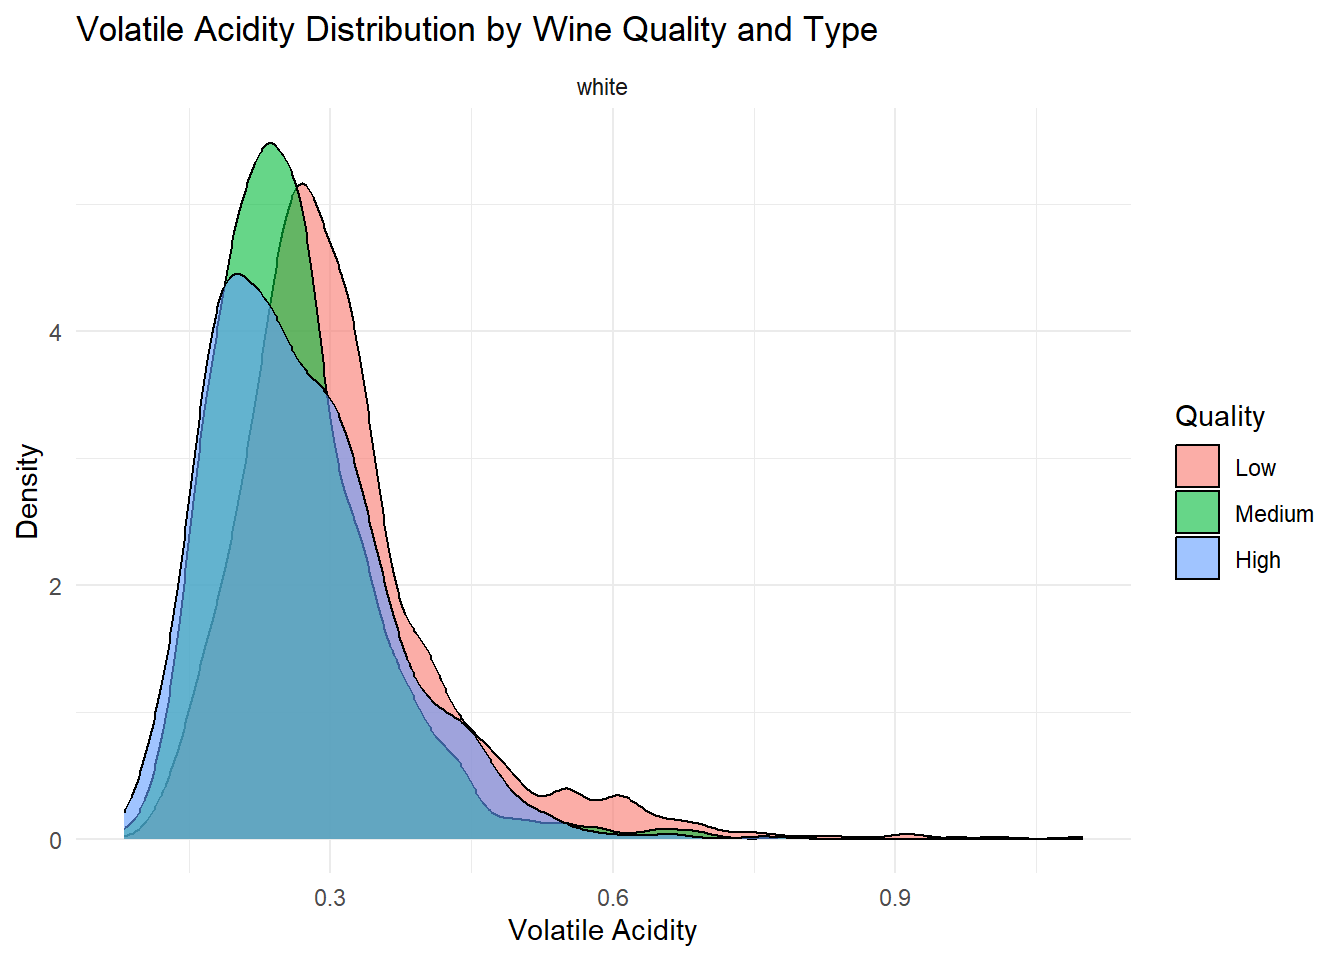 Volatile Acidity Distribution by Wine Quality and Type
white
Density
4
2
0
0.3
0.6
0.9
Volatile Acidity
Quality
Low
Medium
High